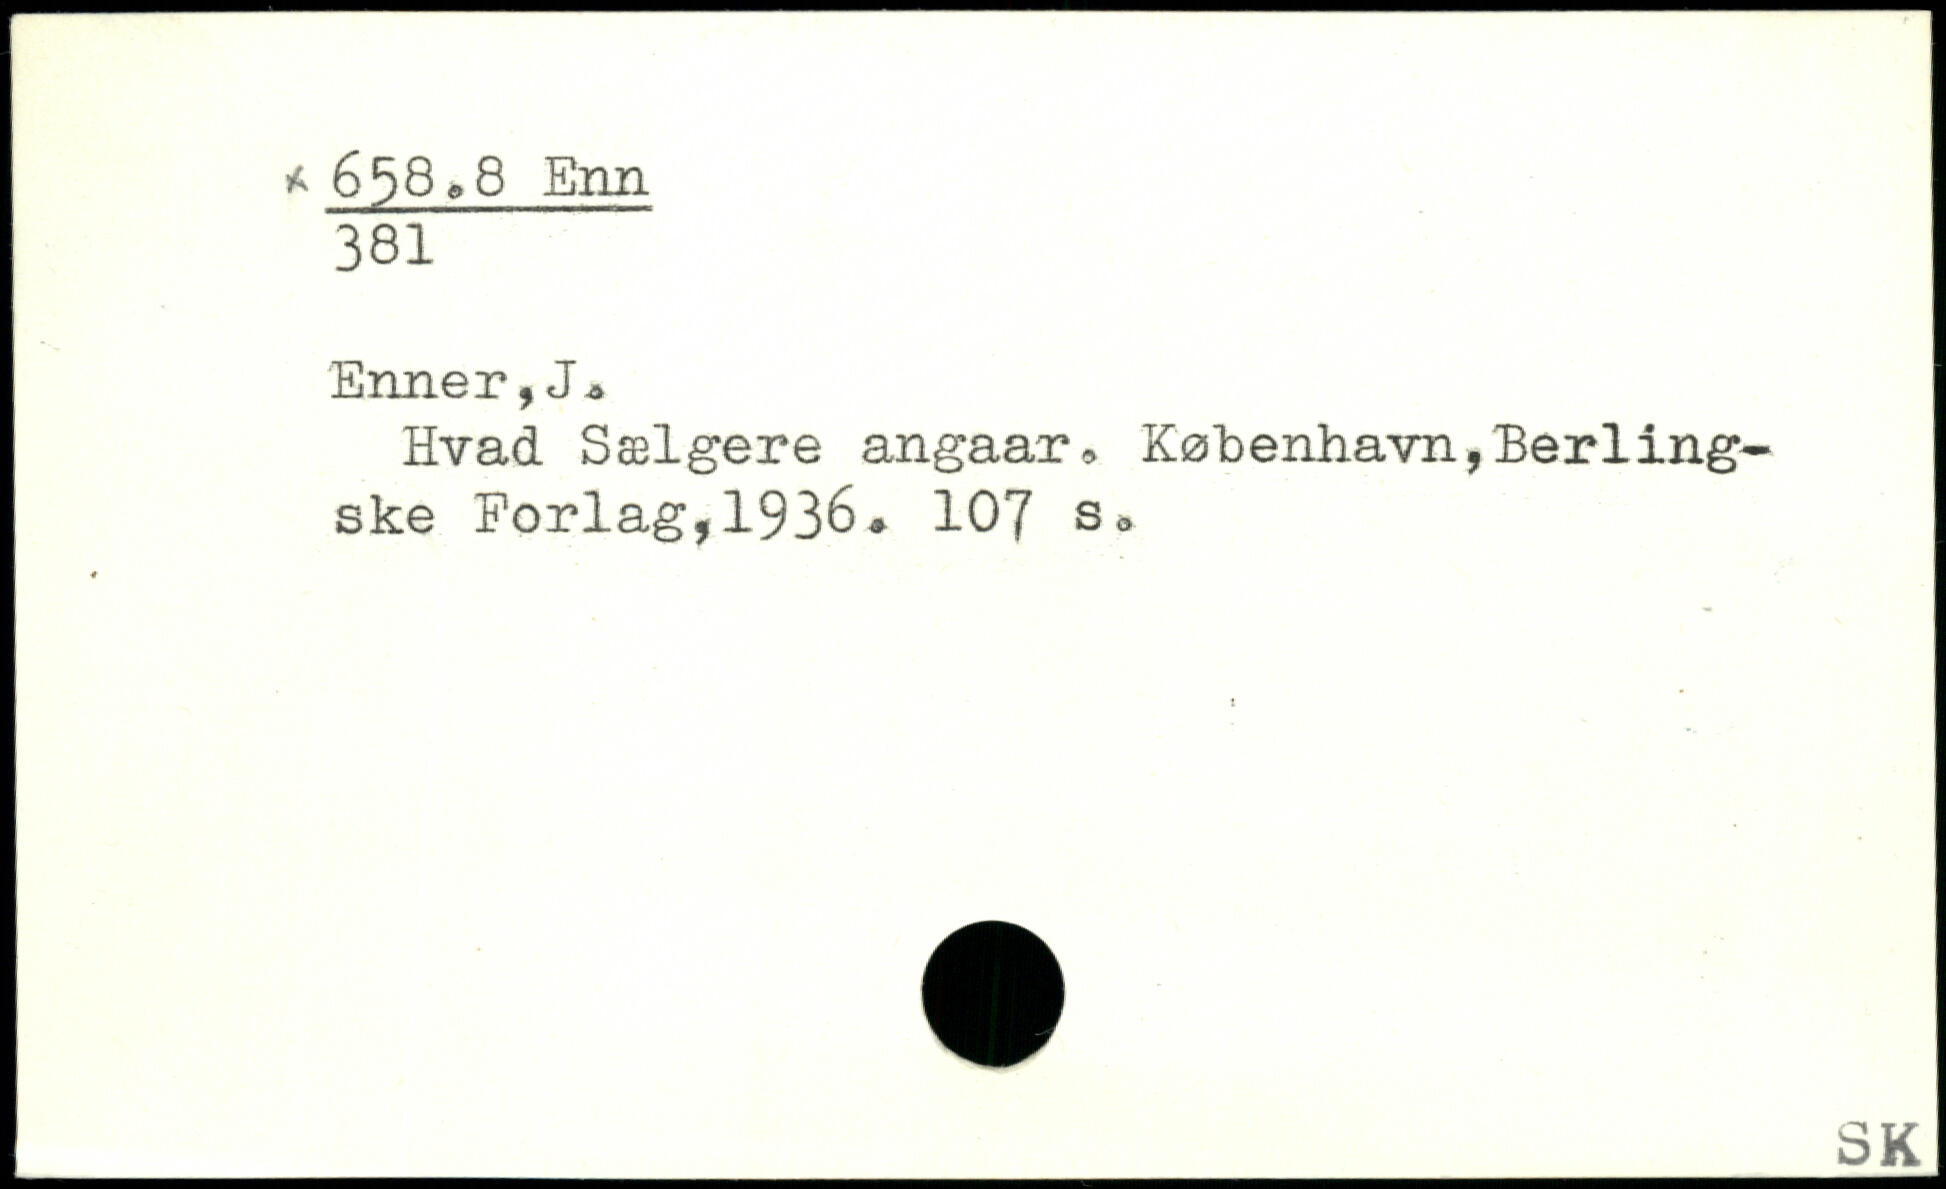 x 658.8 Enn
381
Enner,J.
Hvad Sælgere angaar. København,Berling-
ske Forlag,1936. 107 s.
SK